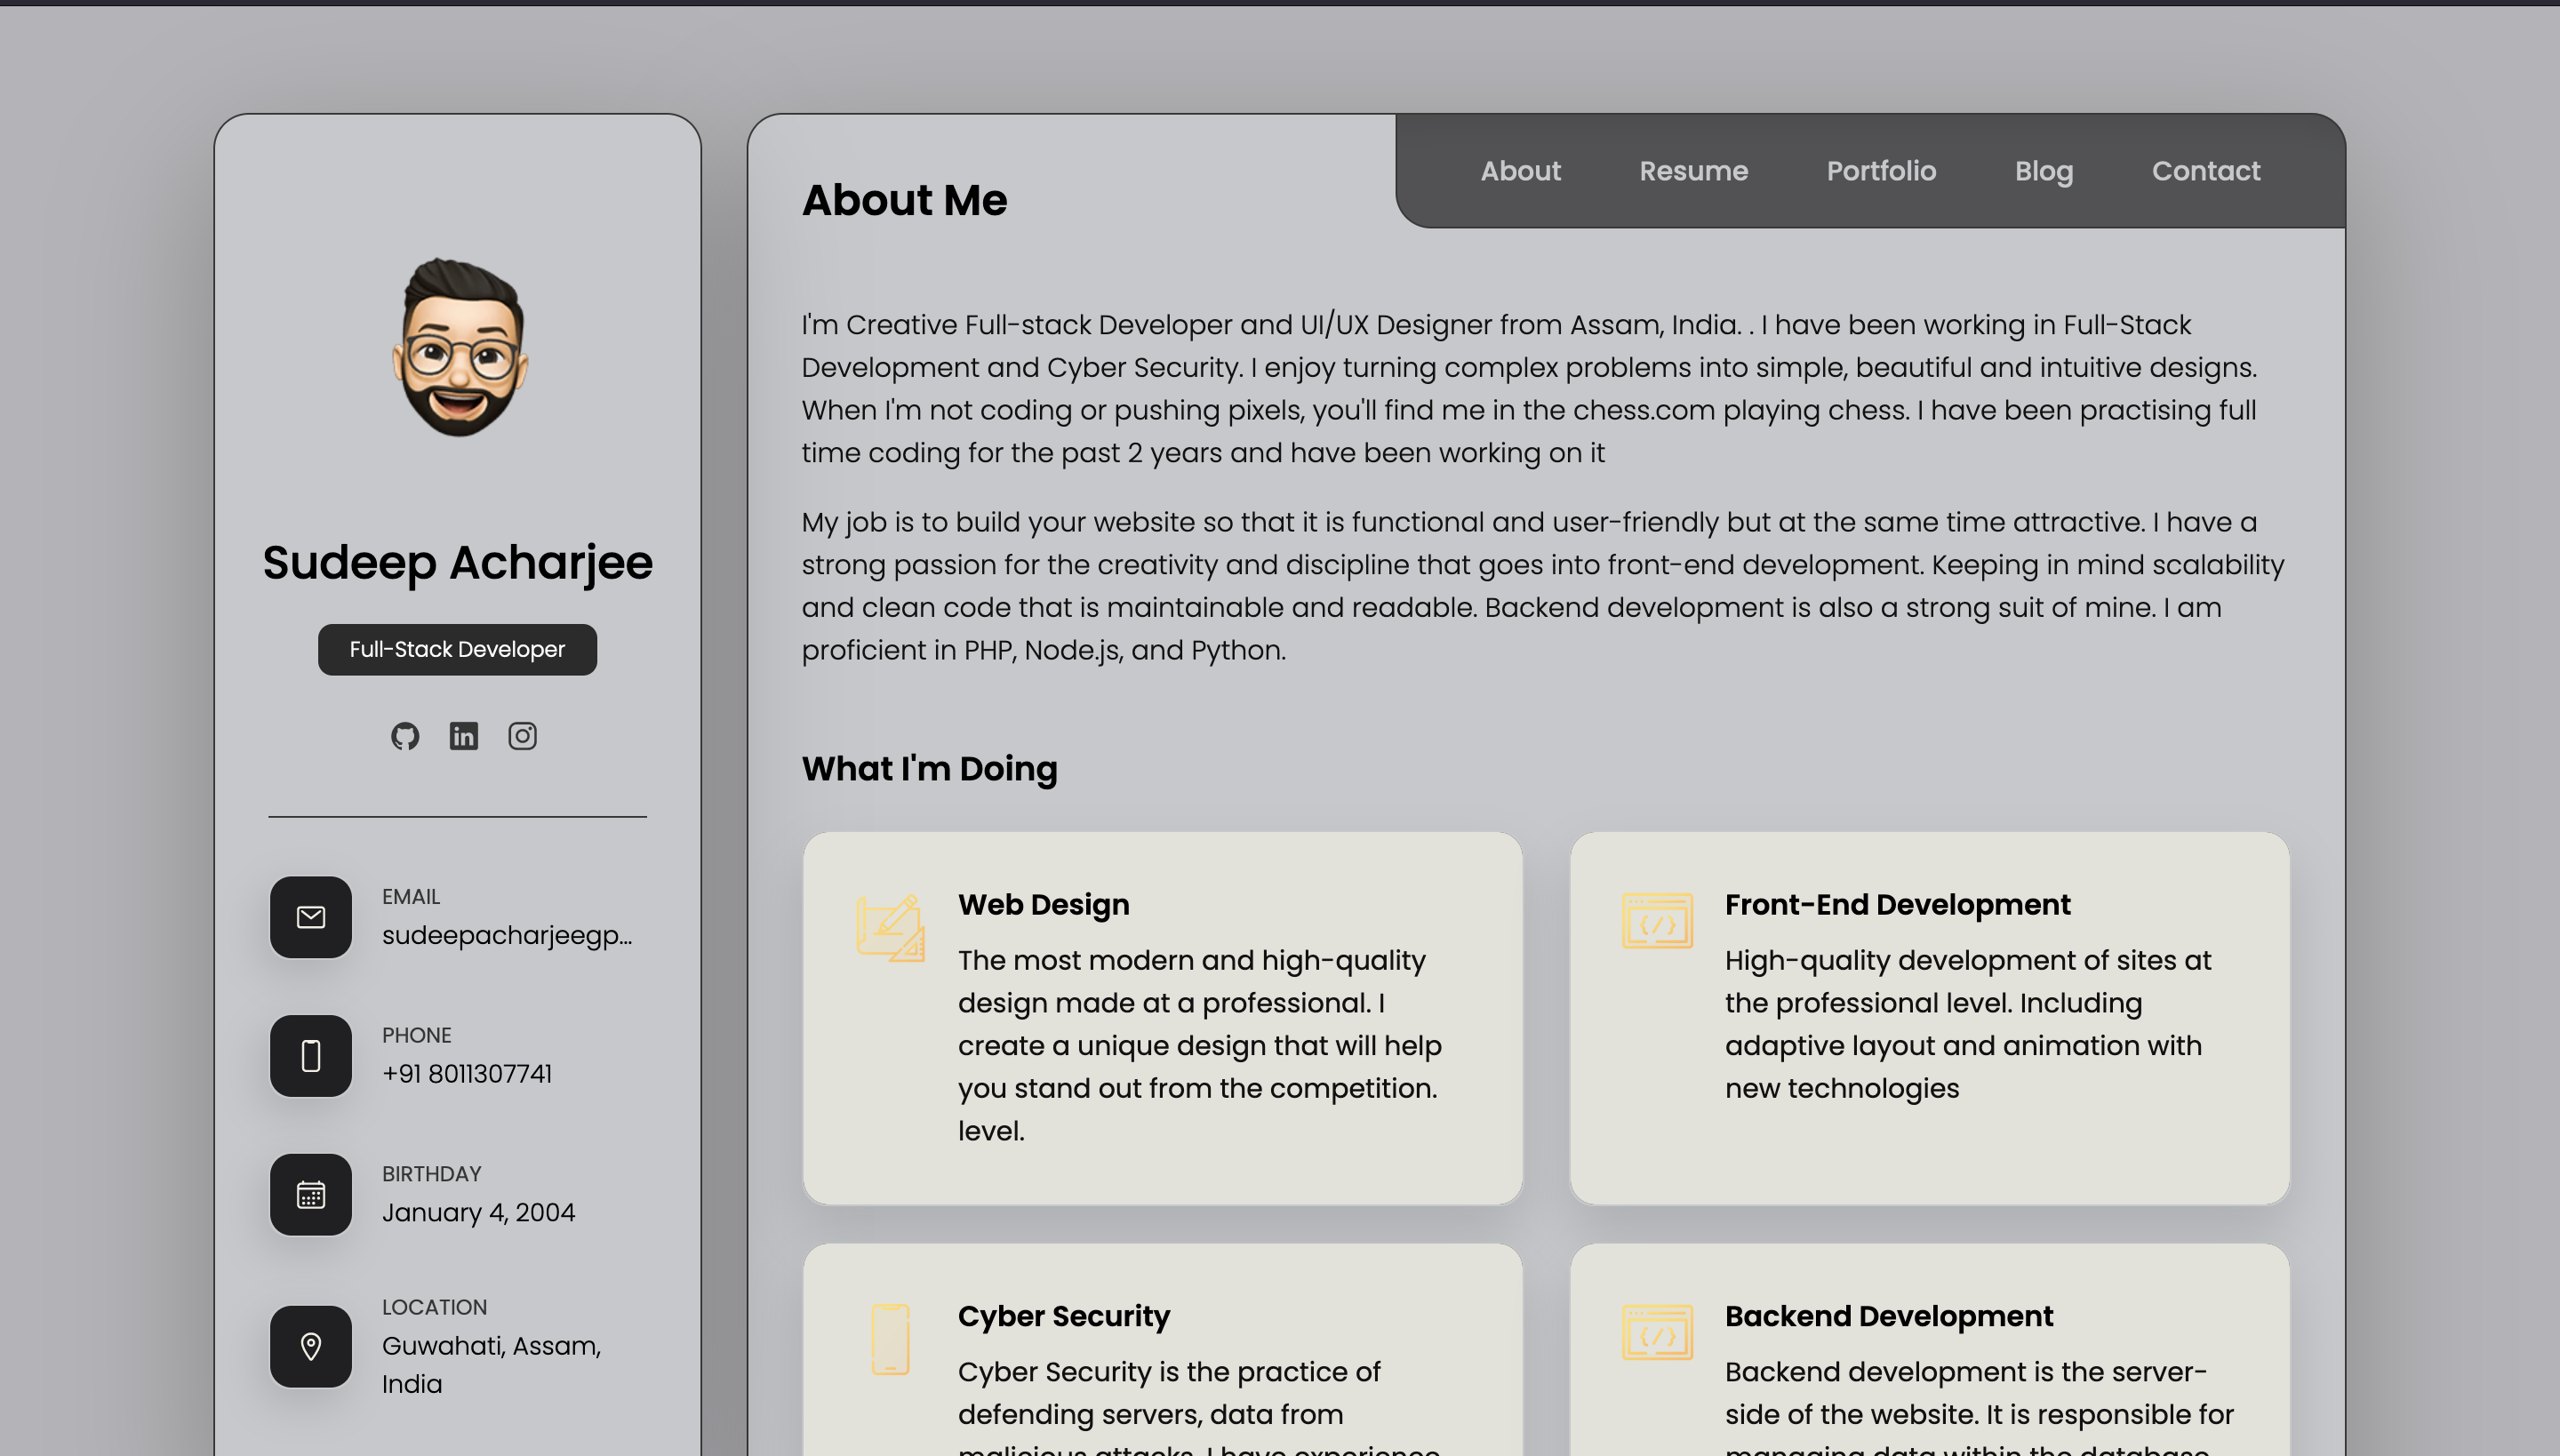 Sudeep Acharjee
Full-Stack Developer
EMAIL
sudeepacharjeegp...
PHONE
+91 8011307741
BIRTHDAY
January 4, 2004
LOCATION
Guwahati, Assam,
India
About
Resume
Portfolio
Blog
Contact
About Me
I'm Creative Full-stack Developer and UI/UX Designer from Assam, India. . I have been working in Full-Stack
Development and Cyber Security. I enjoy turning complex problems into simple, beautiful and intuitive designs.
When I'm not coding or pushing pixels, you'll find me in the chess.com playing chess. I have been practising full
time coding for the past 2 years and have been working on it
My job is to build your website so that it is functional and user-friendly but at the same time attractive. I have a
strong passion for the creativity and discipline that goes into front-end development. Keeping in mind scalability
and clean code that is maintainable and readable. Backend development is also a strong suit of mine. I am
proficient in PHP, Node.js, and Python.
What I'm Doing
Web Design
The most modern and high-quality
design made at a professional. I
create a unique design that will help
you stand out from the competition.
level.
Front-End Development
High-quality development of sites at
the professional level. Including
adaptive layout and animation with
new technologies
Cyber Security
Cyber Security is the practice of
defending servers, data from
malicious attacks. I have experience
Backend Development
Backend development is the server-
side of the website. It is responsible for
managing data within the database